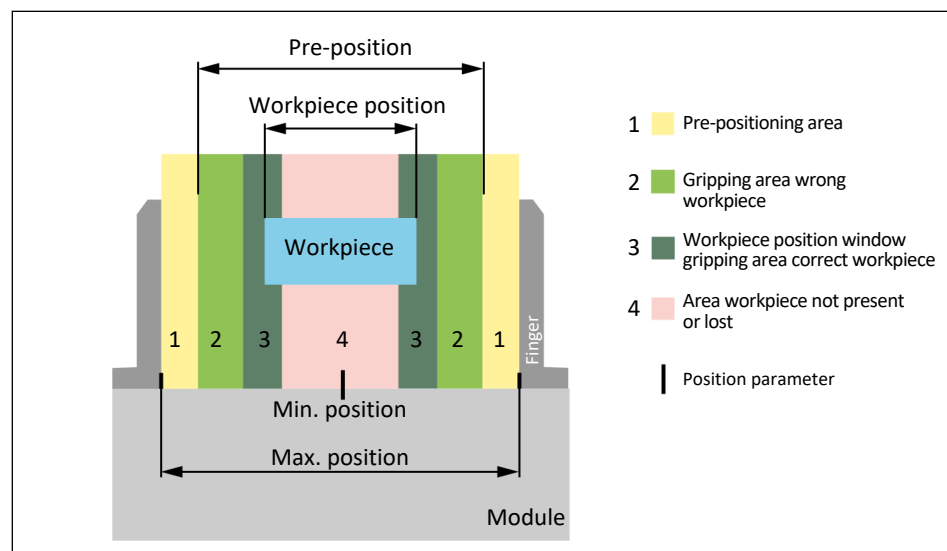 Pre-position
Workpiece position
Workpiece
1 2 3 4 3 2 1
Finger
Min. position
Max. position
Module
1 Pre-positioning area
2 Gripping area wrong
workpiece
3 Workpiece position window
gripping area correct workpiece
4 Area workpiece not present
or lost
Position parameter